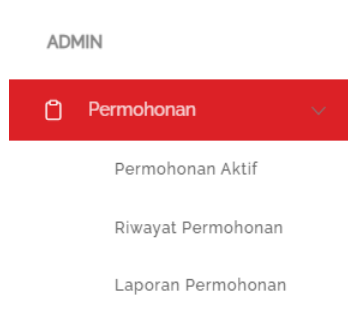 ADMIN
Permohonan
Permohonan Aktif
Riwayat Permohonan
Laporan Permohonan